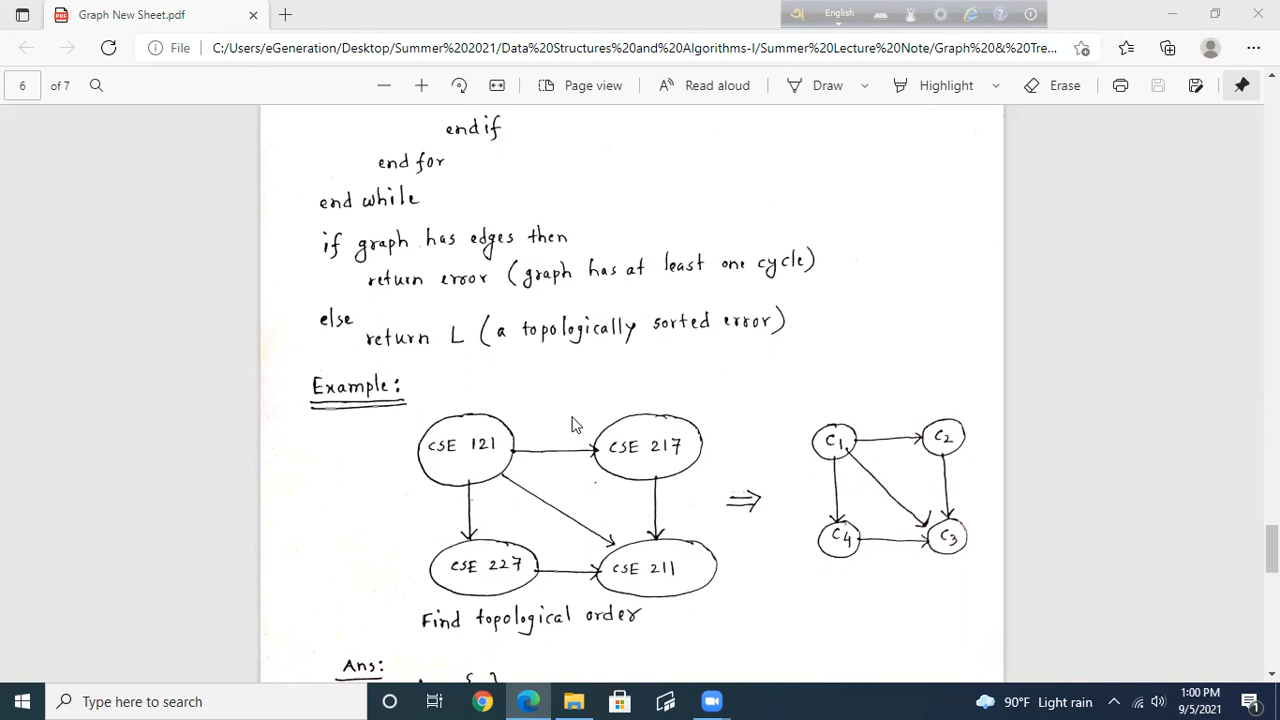 Graph New Sheet.pdf
English
File
C:/Users/eGeneration/Desktop/Summer%202021/Data%20Structures%20and%20Algorithms-I/Summer%20Lecture%20Note/Graph%20&%20Tre...
6 of 7
Page view
Read aloud
Draw
Highlight
Erase
end if
end for
end while
if graph has edges then
return error (graph has at least one cycle)
else
return L (a topologically sorted error)
Example:
CSE 121 CSE 217
C1 C2
CSE 227 CSE 211
⇒
C4 C3
Find topological order
Ans:
Type here to search
90°F Light rain
1:00 PM
9/5/2021